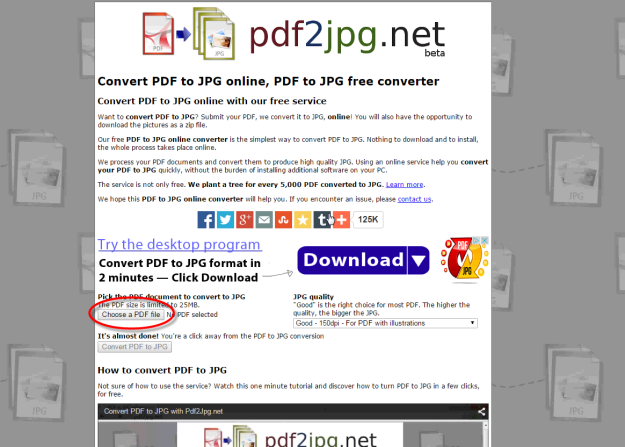 PDF
JPG
pdf2jpg.net
beta
Convert PDF to JPG online, PDF to JPG free converter
Convert PDF to JPG online with our free service
Want to convert PDF to JPG? Submit your PDF, we convert it to JPG, online! You will also have the opportunity to
download the pictures as a zip file.
Our free PDF to JPG online converter is the simplest way to convert PDF to JPG. Nothing to download and to install,
the whole process takes place online.
We process your PDF documents and convert them to produce high quality JPG. Using an online service help you convert
your PDF to JPG quickly, without the burden of installing additional software on your PC.
The service is not only free. We plant a tree for every 5,000 PDF converted to JPG. Learn more.
We hope this PDF to JPG online converter will help you. If you encounter an issue, please contact us.
125K
Try the desktop program
Convert PDF to JPG format in
2 minutes — Click Download
Download
PDF
JPG
Pick the PDF document to convert to JPG
The PDF size is limited to 25MB.
Choose a PDF file No PDF selected
JPG quality
"Good" is the right choice for most PDF. The higher the
quality, the bigger the JPG.
Good - 150dpi - For PDF with illustrations
It's almost done! You're a click away from the PDF to JPG conversion
Convert PDF to JPG
How to convert PDF to JPG
Not sure of how to use the service? Watch this one minute tutorial and discover how to turn PDF to JPG in a few clicks,
for free.
Convert PDF to JPG with Pdf2Jpg.net
pdf2jpg.net
JPG
JPG
JPG
JPG